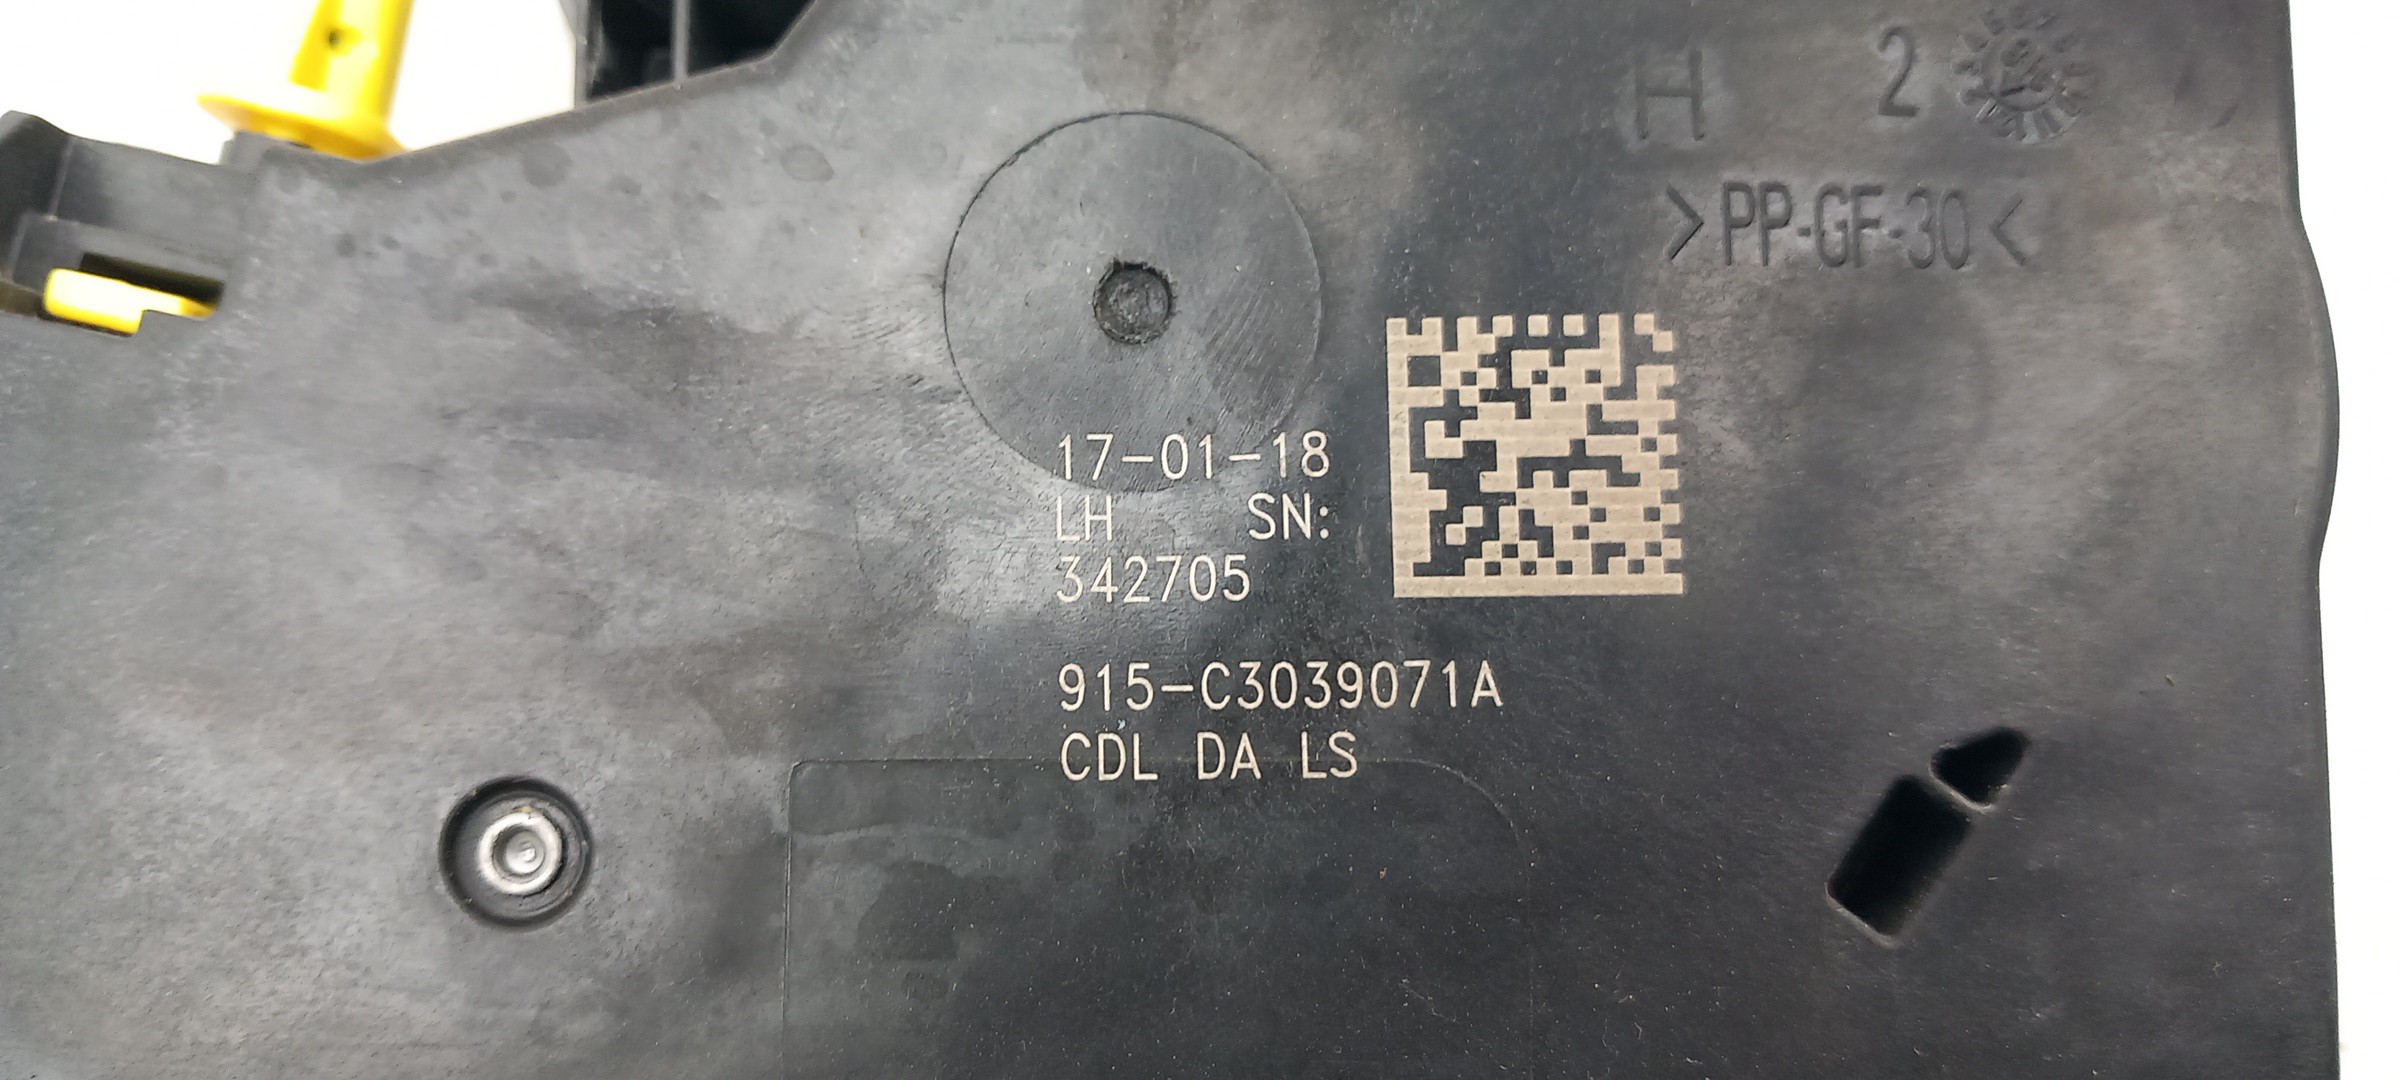 H 2
>PP-GF-30<
17-01-18
LH SN:
342705
915-C3039071A
CDL DA LS